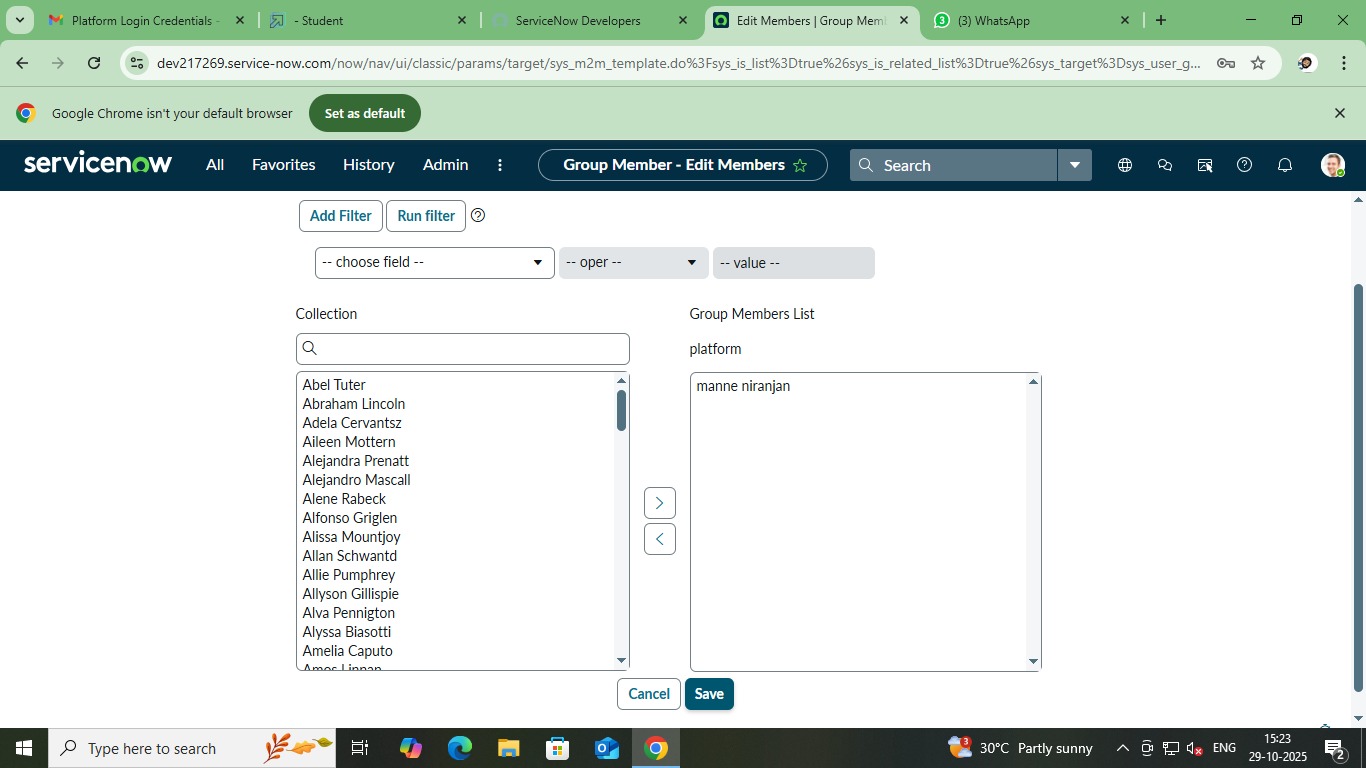 Platform Login Credentials -
- Student
ServiceNow Developers
Edit Members | Group Mem
3
(3) WhatsApp
dev217269.service-now.com/now/nav/ui/classic/params/target/sys_m2m_template.do%3Fsys_is_list%3Dtrue%26sys_is_related_list%3Dtrue%26sys_target%3Dsys_user_g...
Google Chrome isn't your default browser
Set as default
servicenow
All
Favorites
History
Admin
Group Member - Edit Members
Search
Add Filter
Run filter
-- choose field --
-- oper --
-- value --
Collection
Group Members List
platform
Abel Tuter
Abraham Lincoln
Adela Cervantsz
Aileen Mottern
Alejandra Prenatt
Alejandro Mascall
Alene Rabeck
Alfonso Griglen
Alissa Mountjoy
Allan Schwantd
Allie Pumphrey
Allyson Gillispie
Alva Pennigton
Alyssa Biasotti
Amelia Caputo
Amos Linnan
manne niranjan
Cancel
Save
Type here to search
3
30°C Partly sunny
ENG
15:23
29-10-2025
2